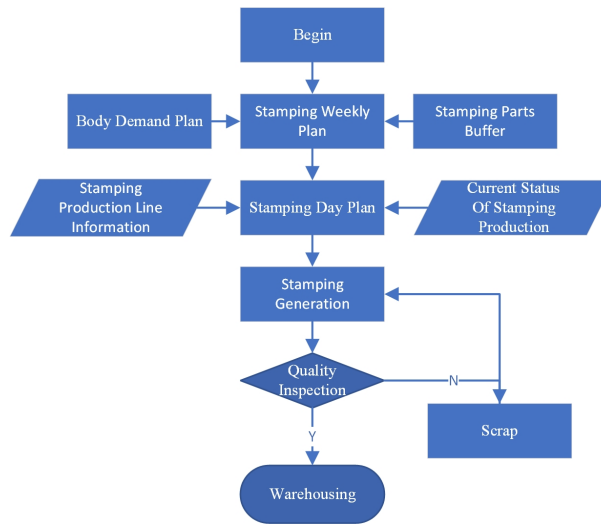 Begin
Body Demand Plan
Stamping Weekly
Plan
Stamping Parts
Buffer
Stamping
Production Line
Information
Stamping Day Plan
Current Status
Of Stamping
Production
Stamping
Generation
Quality
Inspection
N
Scrap
Y
Warehousing